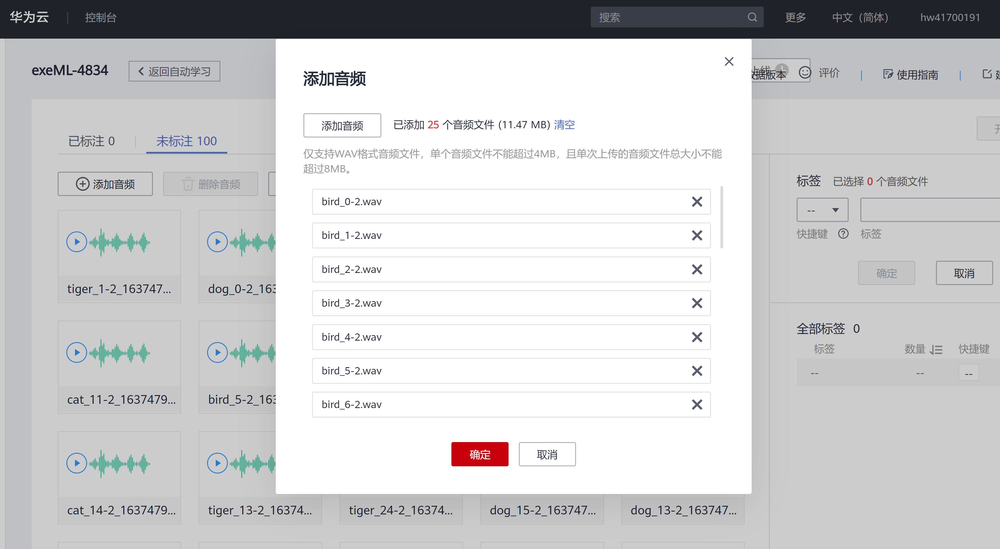 华为云
控制台
搜索
更多
中文（简体）
hw41700191
exeML-4834
返回自动学习
数据版本
评价
使用指南
已标注 0
未标注 100
添加音频
删除音频
添加音频
添加音频
已添加 25 个音频文件 (11.47 MB) 清空
仅支持WAV格式音频文件，单个音频文件不能超过4MB，且单次上传的音频文件总大小不能
超过8MB。
bird_0-2.wav
bird_1-2.wav
bird_2-2.wav
bird_3-2.wav
bird_4-2.wav
bird_5-2.wav
bird_6-2.wav
确定
取消
tiger_1-2_163747...
dog_0-2_163
cat_11-2_1637479...
bird_5-2_163
cat_14-2_1637479...
tiger_13-2_16374...
tiger_24-2_16374...
dog_15-2_163747...
dog_13-2_163747...
标签 已选择 0 个音频文件
--
快捷键
标签
确定
取消
全部标签 0
标签 数量 快捷键
-- -- --